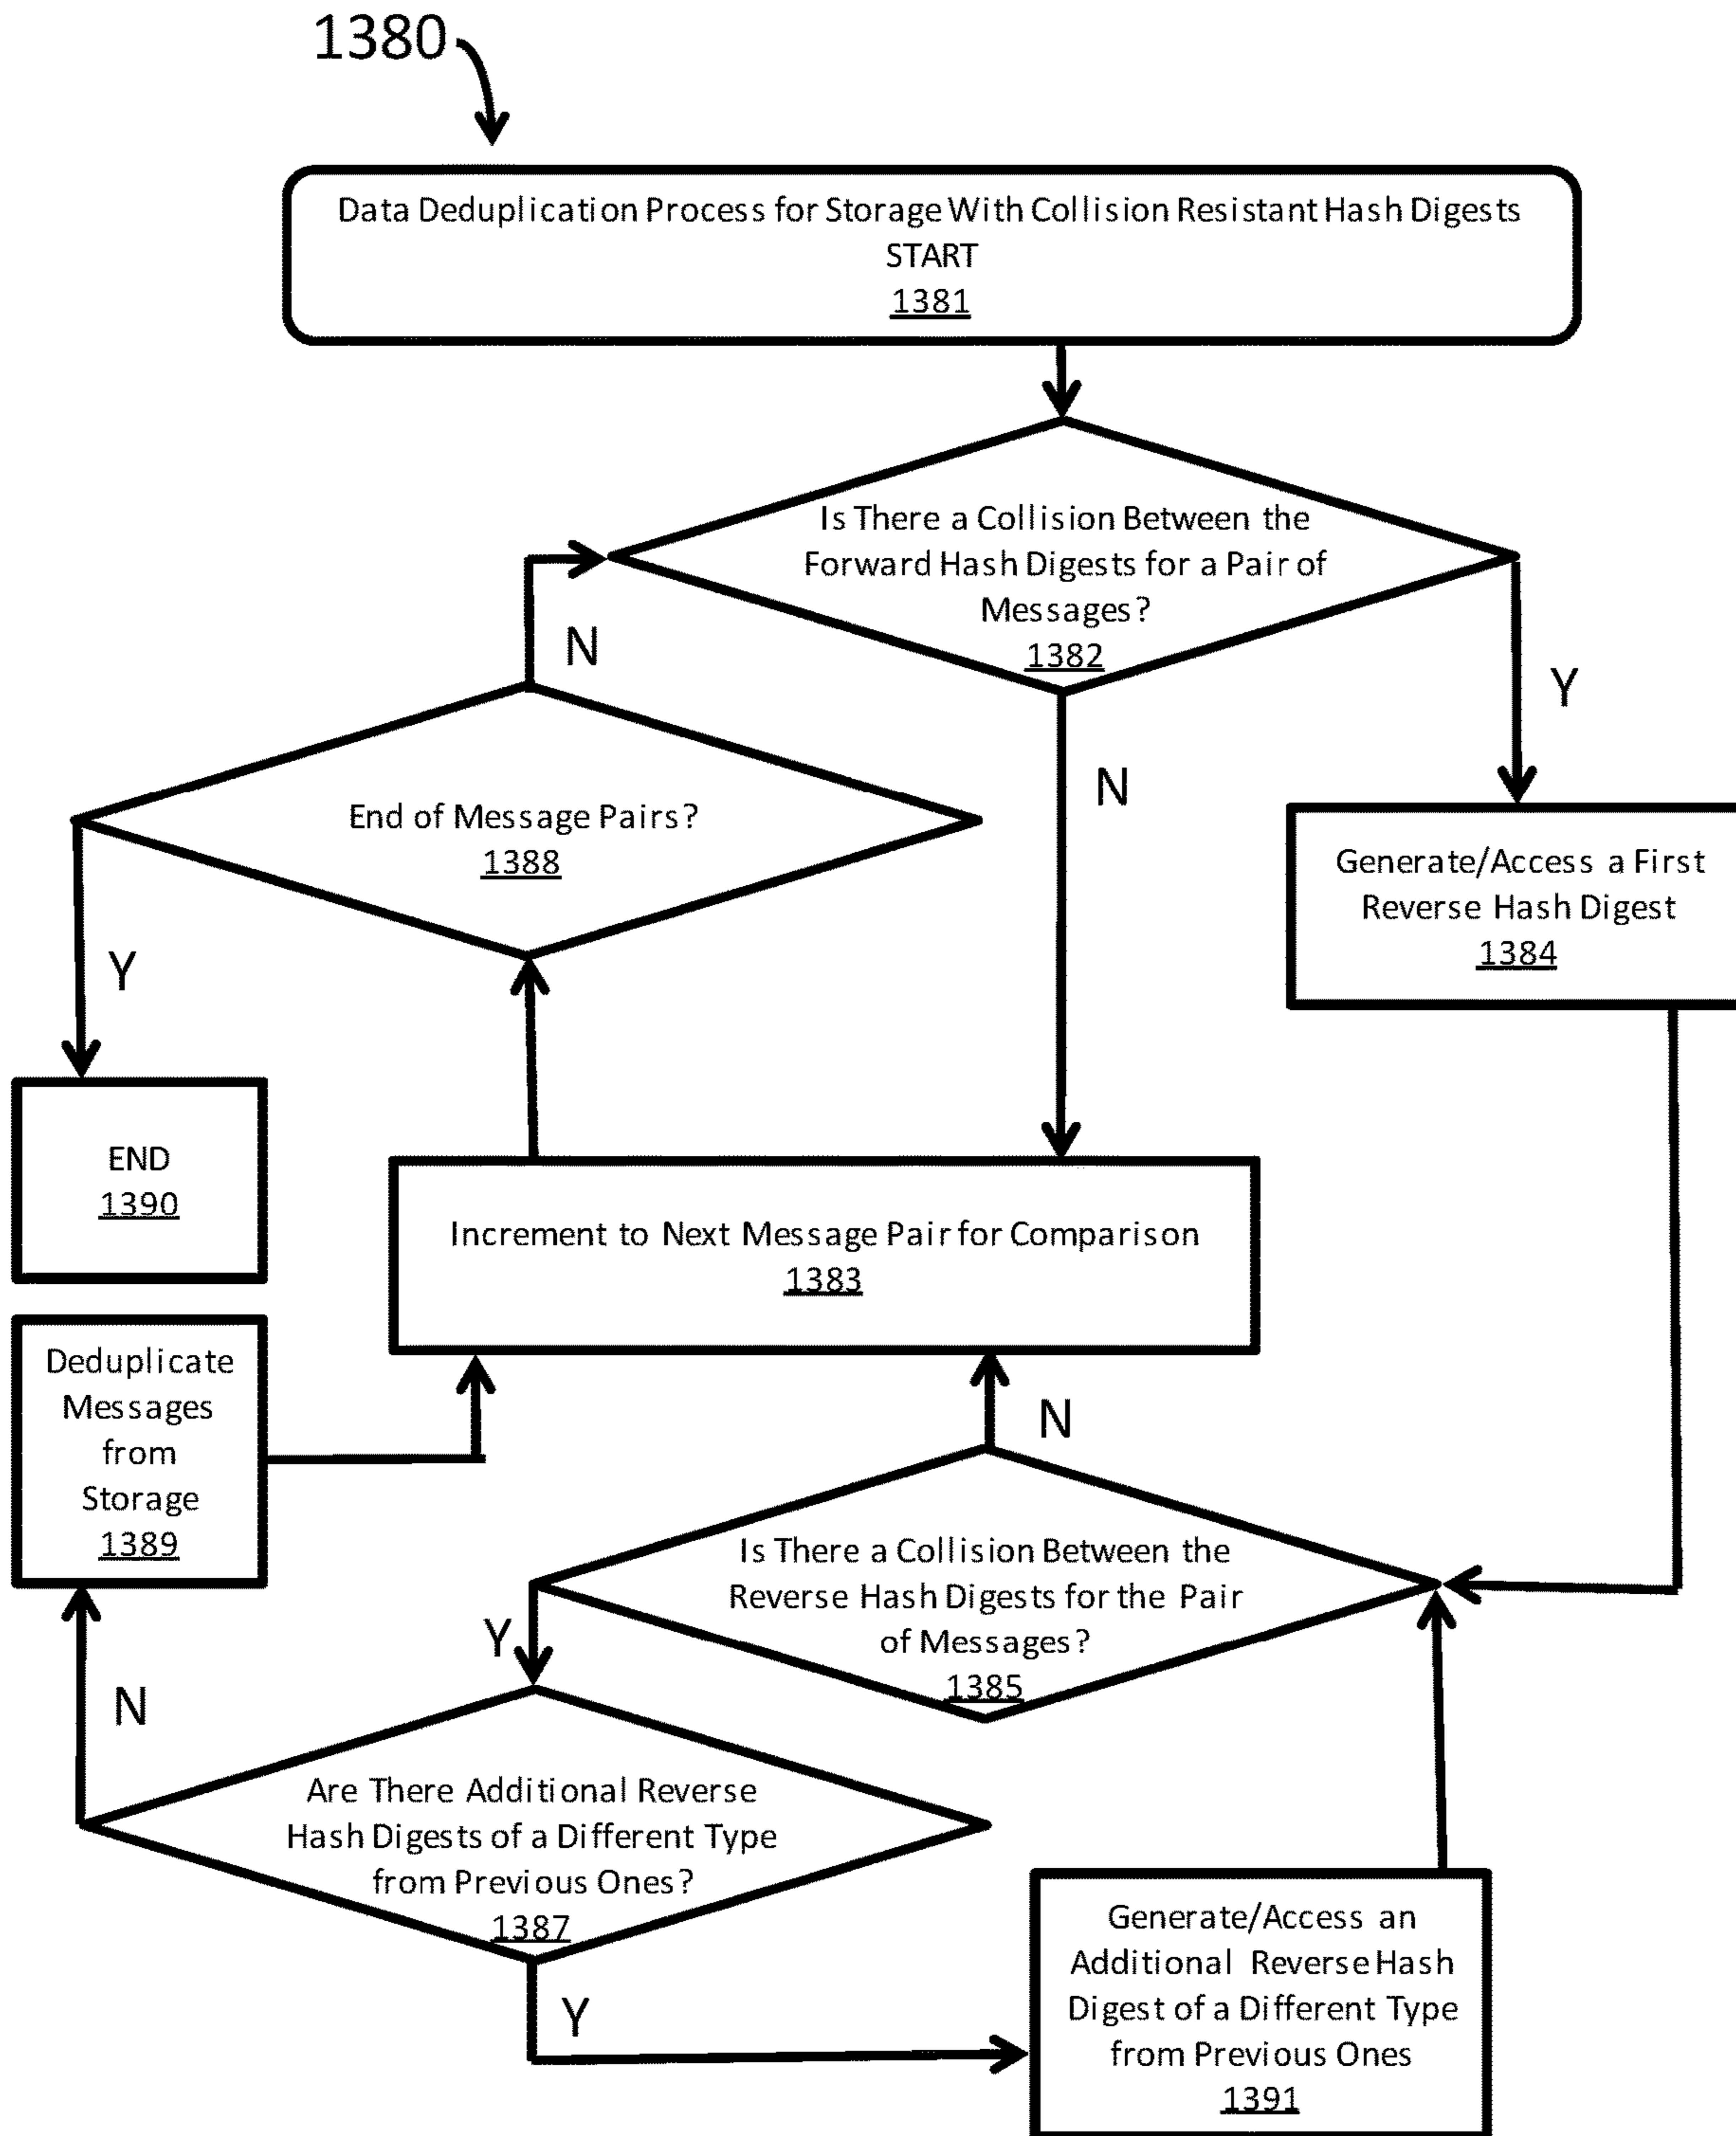 1380
Data Deduplication Process for Storage With Collision Resistant Hash Digests
START
1381
Is There a Collision Between the
Forward Hash Digests for a Pair of
Messages?
1382
N
Y
End of Message Pairs?
1388
N
Generate/Access a First
Reverse Hash Digest
1384
Y
END
1390
Increment to Next Message Pair for Comparison
1383
Deduplicate
Messages
from
Storage
1389
N
Is There a Collision Between the
Reverse Hash Digests for the Pair
of Messages?
1385
Y
N
Are There Additional Reverse
Hash Digests of a Different Type
from Previous Ones?
1387
Y
Generate/Access an
Additional Reverse Hash
Digest of a Different Type
from Previous Ones
1391